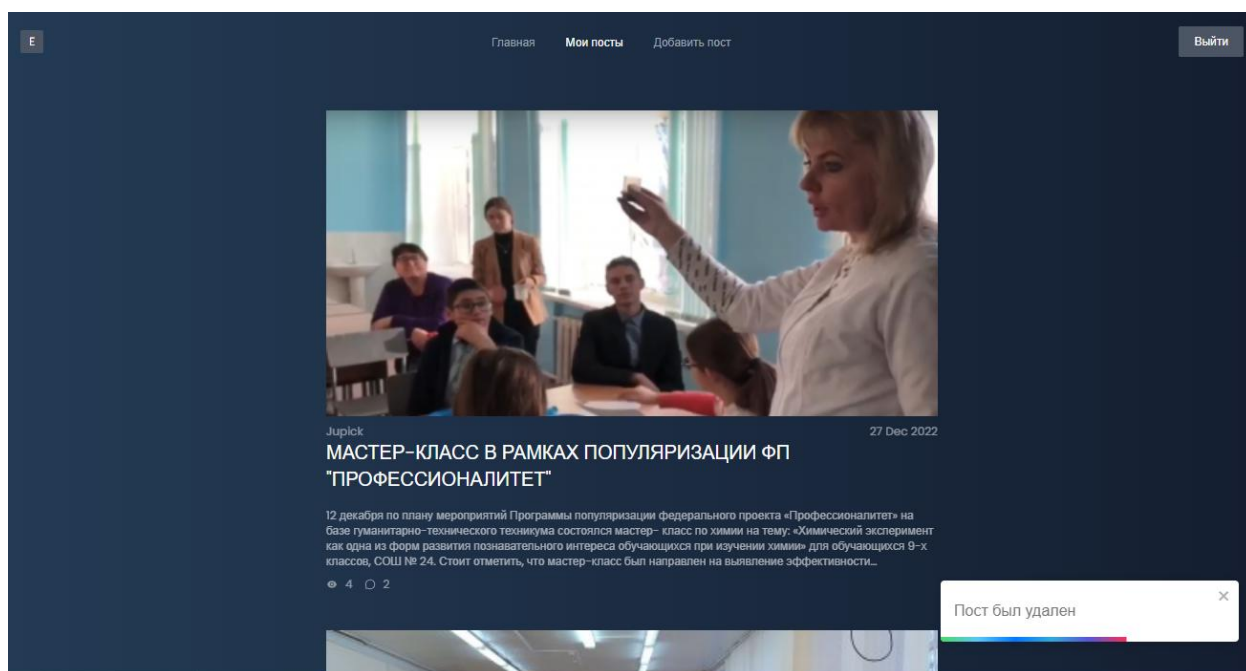 E
Главная Мои посты Добавить пост
Выйти
Jupick
27 Dec 2022
МАСТЕР-КЛАСС В РАМКАХ ПОПУЛЯРИЗАЦИИ ФП
"ПРОФЕССИОНАЛИТЕТ"
12 декабря по плану мероприятий Программы популяризации федерального проекта «Профессионалитет» на
базе гуманитарно-технического техникума состоялся мастер- класс по химии на тему: «Химический эксперимент
как одна из форм развития познавательного интереса обучающихся при изучении химии» для обучающихся 9-х
классов, СОШ № 24. Стоит отметить, что мастер-класс был направлен на выявление эффективности...
4 2
Пост был удален